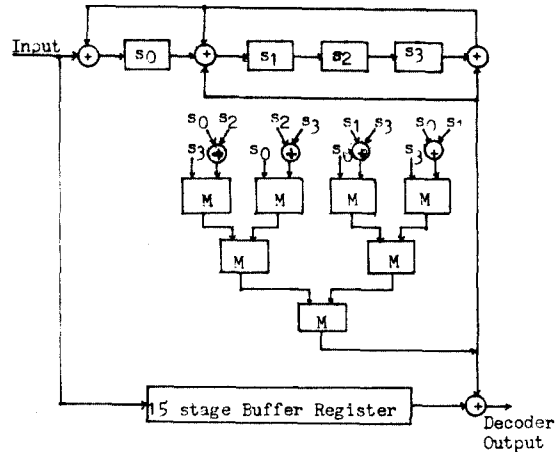 Input
s0
s1
s2
s3
s0 s2
s2 s3
s1 s3
s0 s1
s3
s0
s0
s3
M
M
M
M
M
M
M
15 stage Buffer Register
Decoder
Output